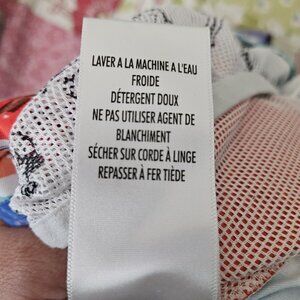 LAVER A LA MACHINE A L'EAU
FROIDE
DÉTERGENT DOUX
NE PAS UTILISER AGENT DE
BLANCHIMENT
SÉCHER SUR CORDE À LINGE
REPASSER À FER TIÈDE